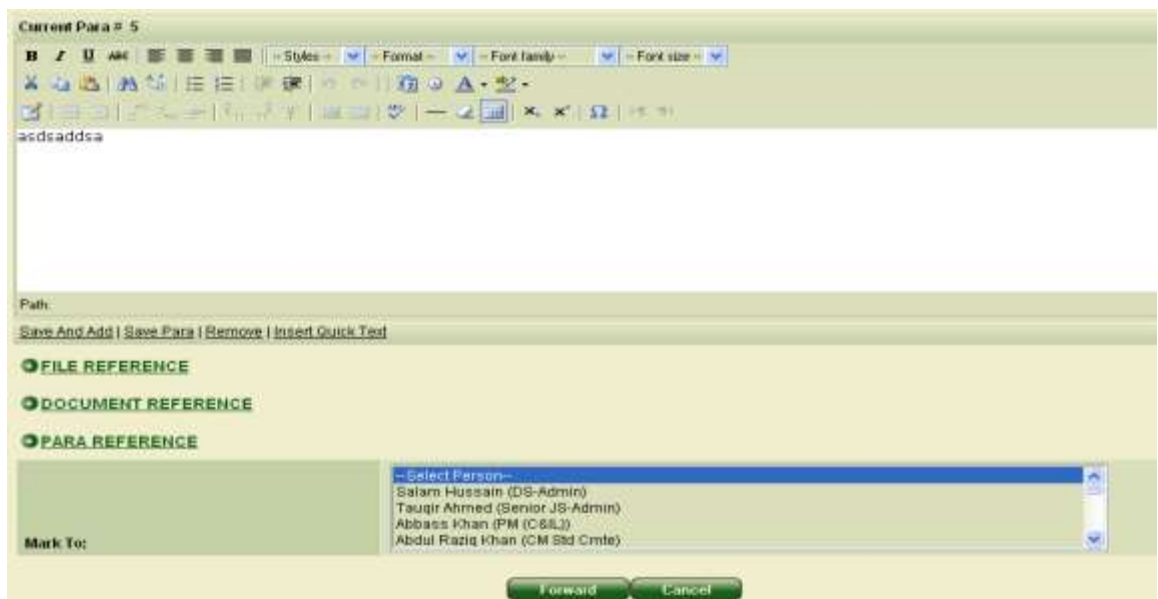 Current Para # 5
B I U ABC -- Styles -- -- Format -- -- Font family -- -- Font size --
asdsaddsa
Path:
Save And Add | Save Para | Remove | Insert Quick Text
FILE REFERENCE
DOCUMENT REFERENCE
PARA REFERENCE
--Select Person--
Salam Hussain (DS-Admin)
Tauqir Ahmed (Senior JS-Admin)
Abbass Khan (PM (C&IL))
Abdul Raziq Khan (CM Std Cmte)
Mark To:
Forward Cancel